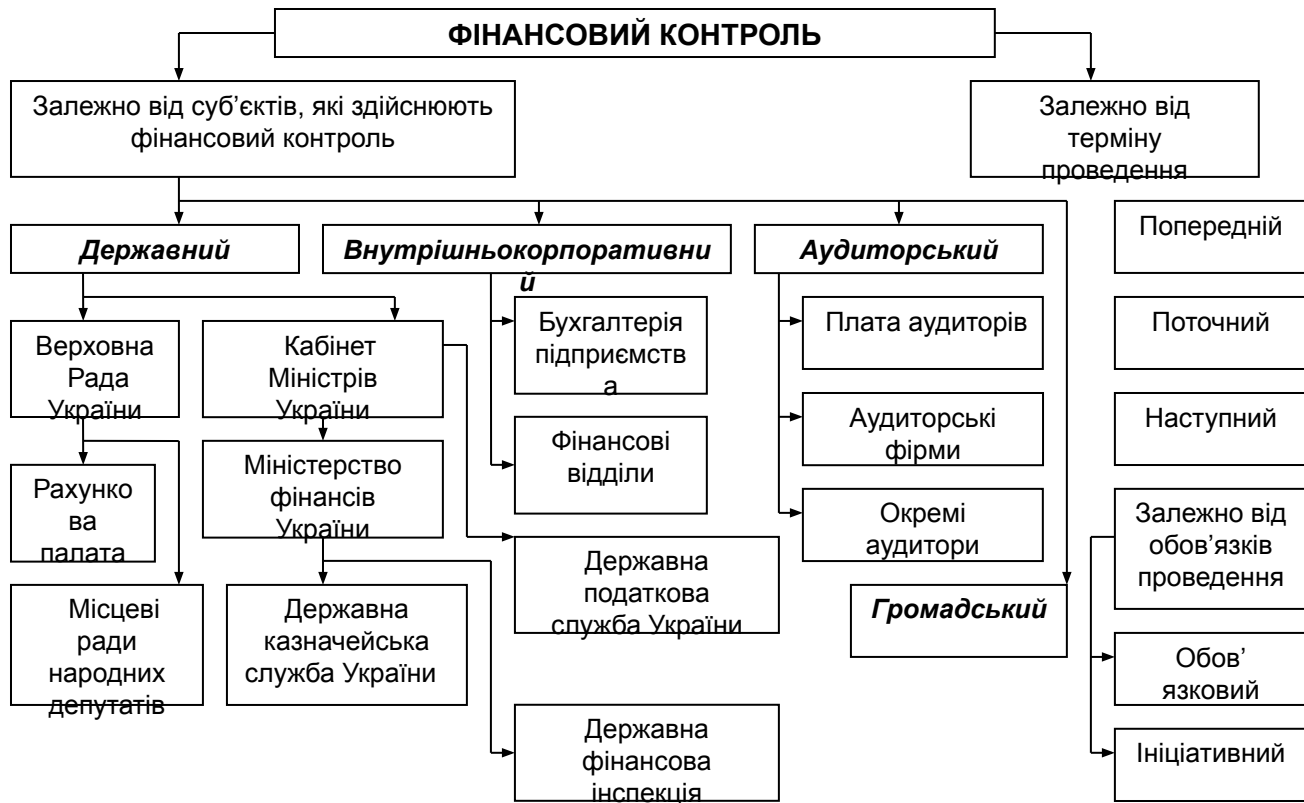 ФІНАНСОВИЙ КОНТРОЛЬ
Залежно від суб’єктів, які здійснюють
фінансовий контроль
Залежно від
терміну
проведення
Державний
Внутрішньокорпоративни
й
Аудиторський
Попередній
Верховна
Рада
України
Кабінет
Міністрів
України
Бухгалтерія
підприємств
а
Плата аудиторів
Поточний
Рахунко
ва
палата
Міністерство
фінансів
України
Фінансові
відділи
Аудиторські
фірми
Наступний
Окремі
аудитори
Залежно від
обов’язків
проведення
Місцеві
ради
народних
депутатів
Державна
казначейська
служба України
Державна
податкова
служба України
Громадський
Обов’
язковий
Державна
фінансова
інспекція
Ініціативний